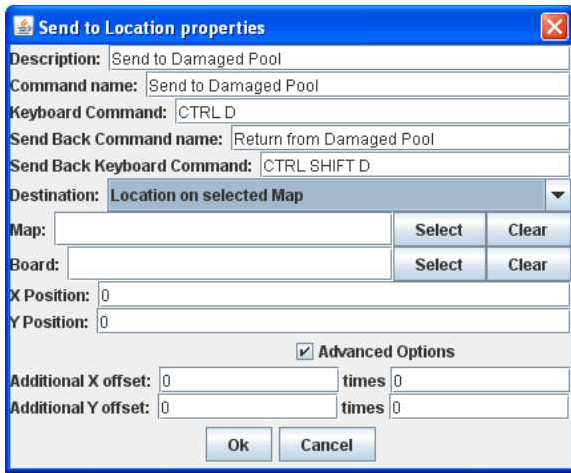 Send to Location properties
Description: Send to Damaged Pool
Command name: Send to Damaged Pool
Keyboard Command: CTRL D
Send Back Command name: Return from Damaged Pool
Send Back Keyboard Command: CTRL SHIFT D
Destination: Location on selected Map
Map: Select Clear
Board: Select Clear
X Position: 0
Y Position: 0
Advanced Options
Additional X offset: 0 times 0
Additional Y offset: 0 times 0
Ok Cancel